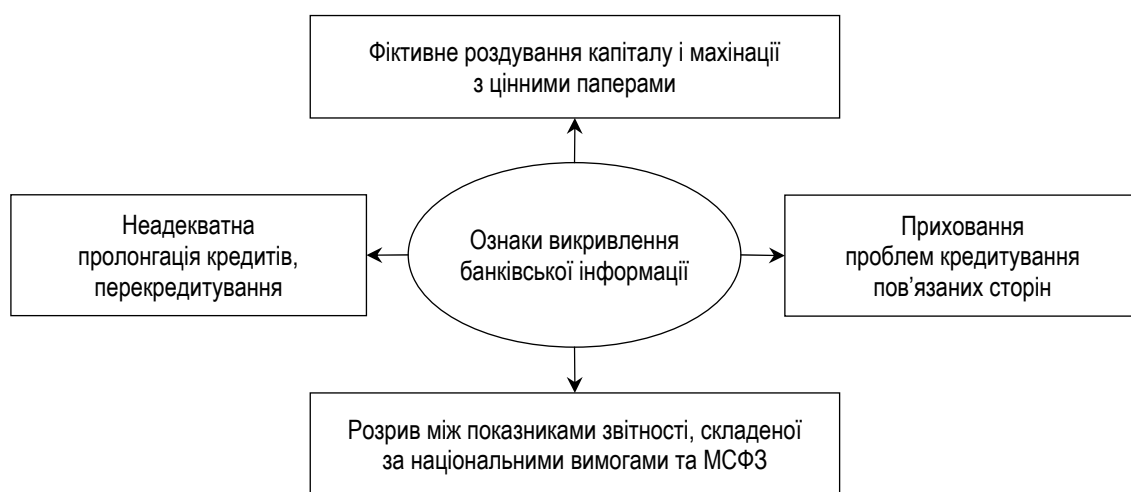 Фіктивне роздування капіталу і махінації
з цінними паперами
Неадекватна
пролонгація кредитів,
перекредитування
Ознаки викривлення
банківської інформації
Приховання
проблем кредитування
пов’язаних сторін
Розрив між показниками звітності, складеної
за національними вимогами та МСФЗ